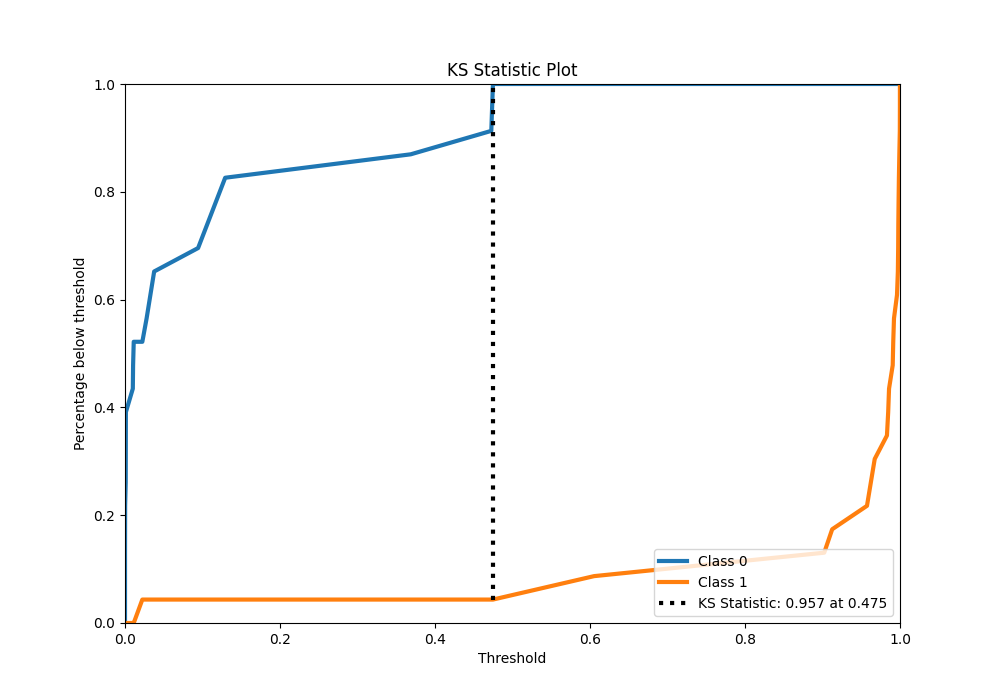 KS Statistic Plot
Percentage below threshold
1.0
0.8
0.6
0.4
0.2
0.0
0.0 0.2 0.4 0.6 0.8 1.0
Threshold
Class 0
Class 1
KS Statistic: 0.957 at 0.475